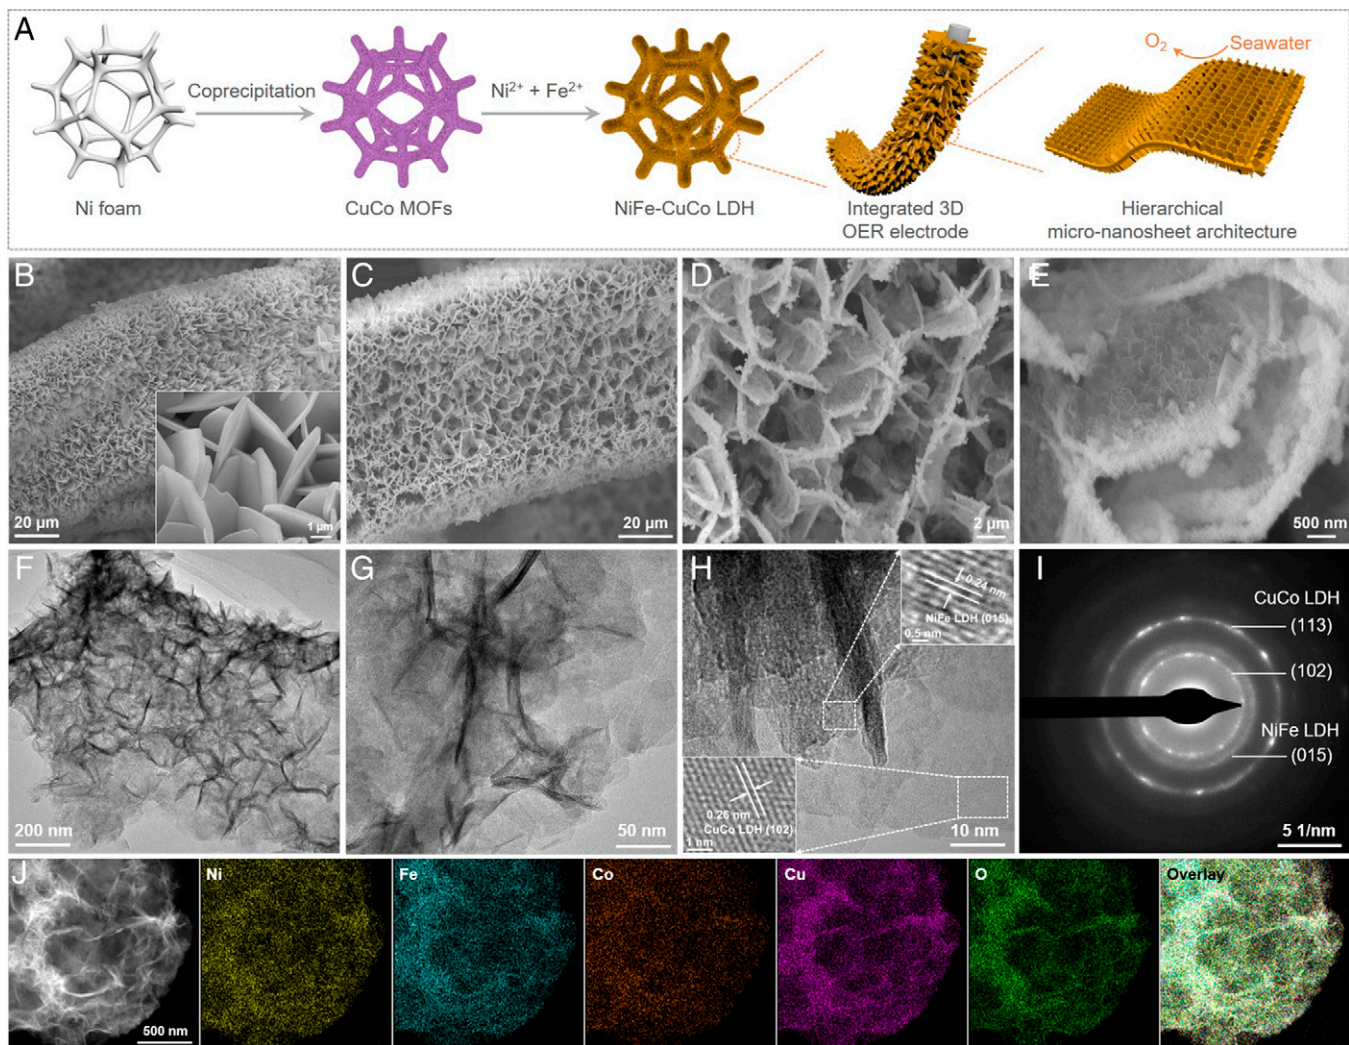 A
O2
Seawater
Coprecipitation
Ni2+ + Fe2+
Ni foam
CuCo MOFs
NiFe-CuCo LDH
Integrated 3D
OER electrode
Hierarchical
micro-nanosheet architecture
B
20 µm
1 µm
C
20 µm
D
2 µm
E
500 nm
F
200 nm
G
50 nm
H
0.24 nm
NiFe LDH (015)
0.5 nm
0.26 nm
CuCo LDH (102)
1 nm
10 nm
I
CuCo LDH
(113)
(102)
NiFe LDH
(015)
5 1/nm
J
500 nm
Ni
Fe
Co
Cu
O
Overlay